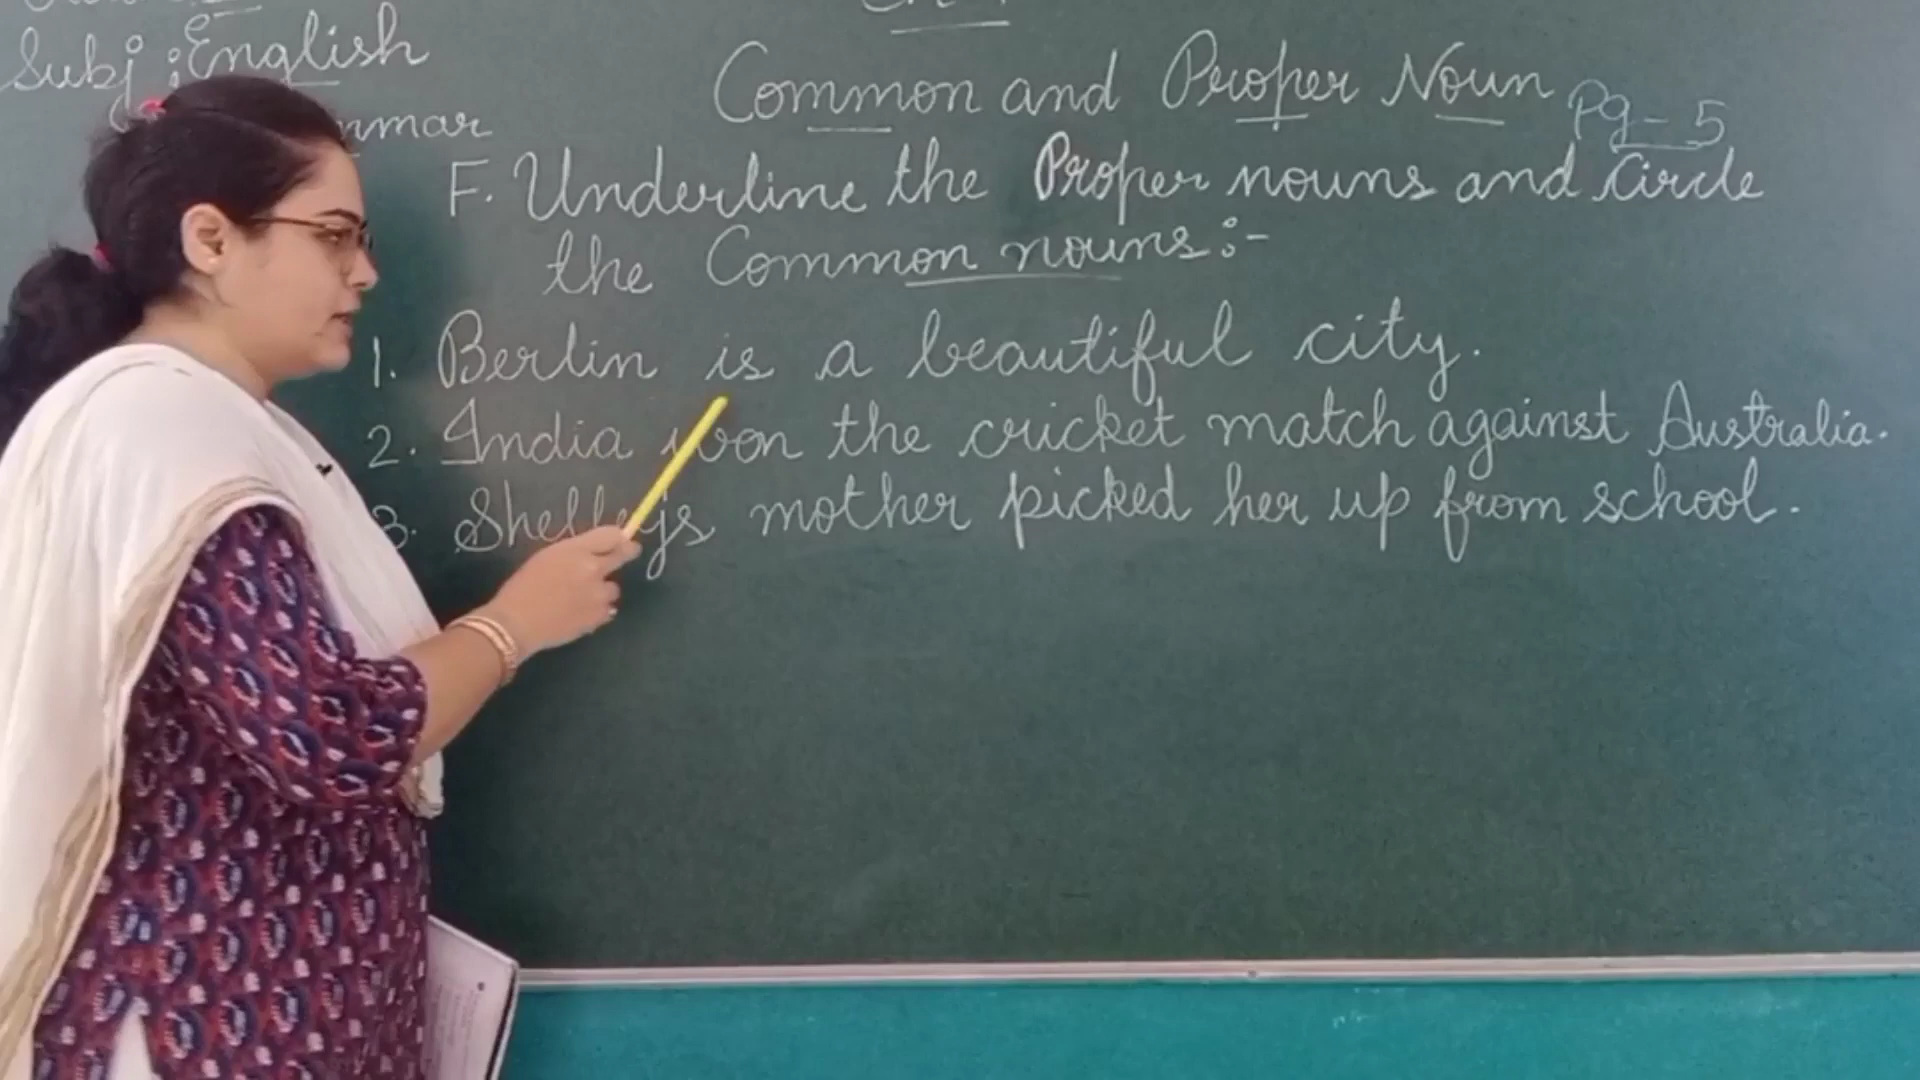 Subj : English
Common and Proper Noun
Pg - 5
F. Underline the Proper nouns and Circle
the Common nouns :-
1. Berlin is a beautiful city.
2. India won the cricket match against Australia.
3. Shelley's mother picked her up from school.